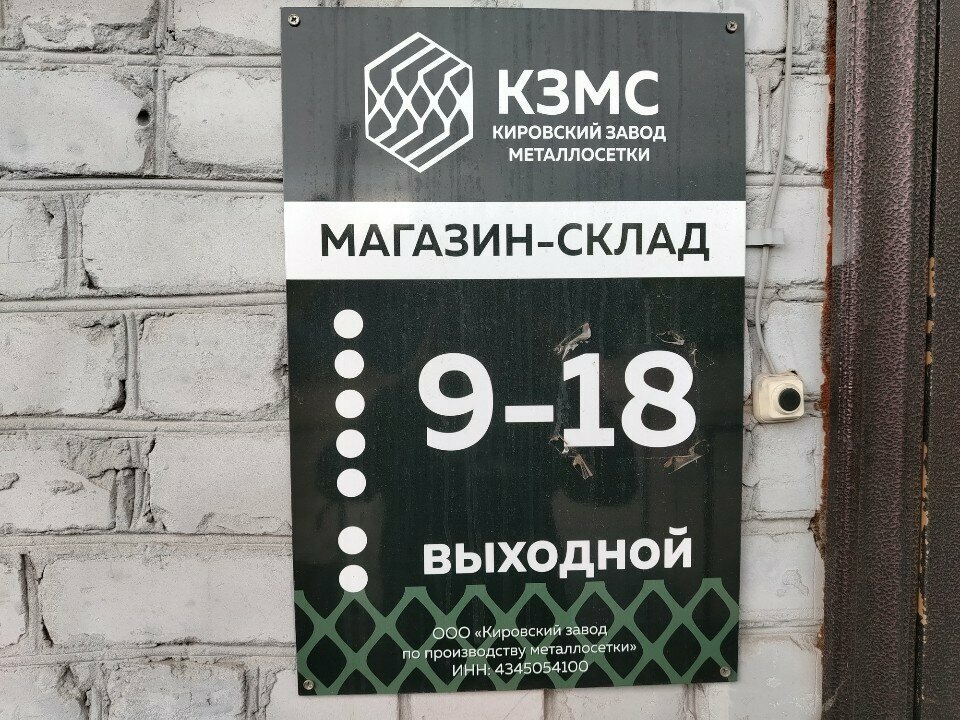 КЗМС
КИРОВСКИЙ ЗАВОД
МЕТАЛЛОСЕТКИ
МАГАЗИН-СКЛАД
9-18
ВЫХОДНОЙ
ООО «Кировский завод
по производству металлосетки»
ИНН: 4345054100